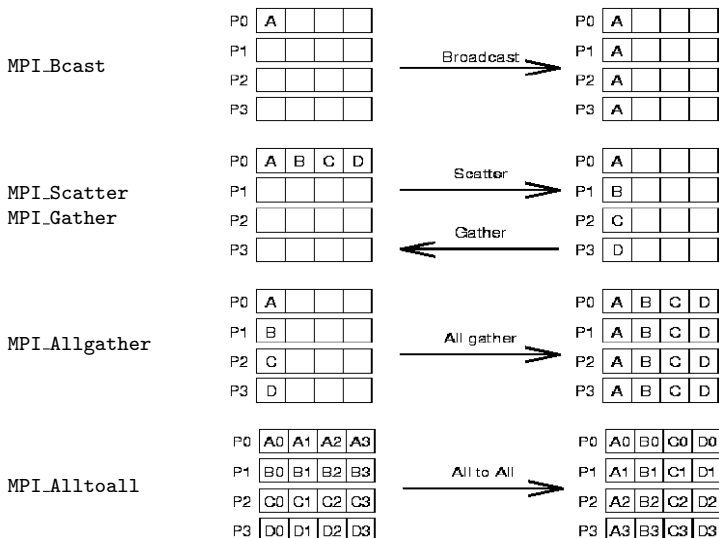 P0 A P0 A
P1 P1 A
MPI_Bcast Broadcast
P2 P2 A
P3 P3 A
P0 A B C D P0 A
Scatter
MPI_Scatter P1 P1 B
MPI_Gather P2 P2 C
Gather
P3 P3 D
P0 A P0 A B C D
P1 B P1 A B C D
MPI_Allgather All gather
P2 C P2 A B C D
P3 D P3 A B C D
P0 A0 A1 A2 A3 P0 A0 B0 C0 D0
P1 B0 B1 B2 B3 P1 A1 B1 C1 D1
MPI_Alltoall All to All
P2 C0 C1 C2 C3 P2 A2 B2 C2 D2
P3 D0 D1 D2 D3 P3 A3 B3 C3 D3